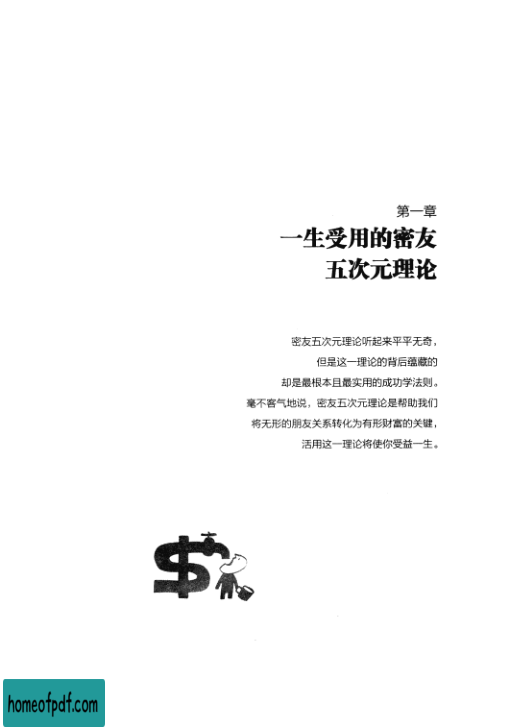 第一章
一生受用的密友
五次元理论
密友五次元理论听起来平平无奇，
但是这一理论的背后蕴藏的
却是最根本且最实用的成功学法则。
毫不客气地说，密友五次元理论是帮助我们
将无形的朋友关系转化为有形财富的关键，
活用这一理论将使你受益一生。
homeofpdf.com